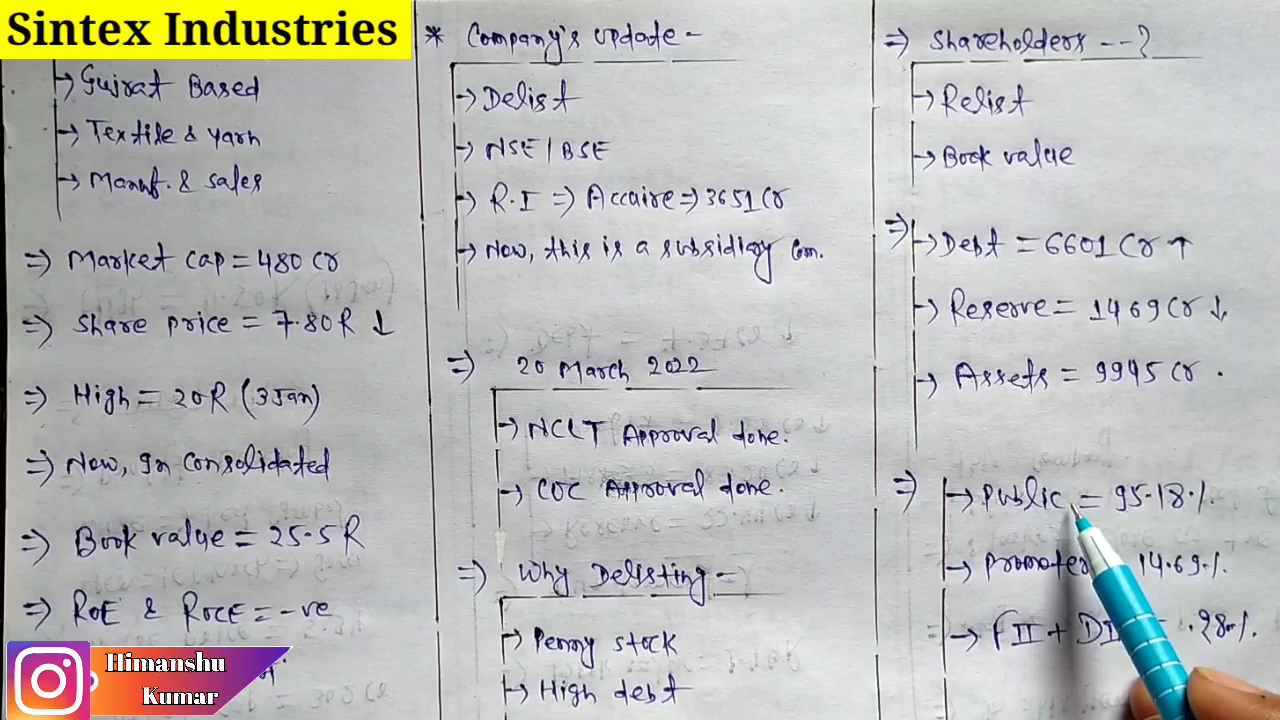 Sintex Industries
→ Gujrat Based
→ Textile & Yarn
→ Manuf. & sales
⇒ Market cap = 480 Cr
⇒ Share price = 7.80 R ↓
⇒ High = 20R (3 Jan)
⇒ Now, In consolidated
⇒ Book value = 25.5 R
⇒ ROE & ROCE = -ve
Himanshu
Kumar
* Company's update -
→ Delist
→ NSE / BSE
→ R.I ⇒ Accaire ⇒ 3651 Cr
→ Now, this is a subsidiary Com.
⇒ 20 March 2022
→ NCLT Approval done.
→ COC Approval done.
⇒ Why Delisting -
→ Penny stock
→ High debt
⇒ Shareholders --?
→ Relist
→ Book value
⇒ → Debt = 6601 Cr ↑
→ Reserve = 1469 Cr ↓
→ Assets = 9945 Cr .
⇒ → Public = 95.18%
→ Promoter 14.69%
→ FII + DI .98%